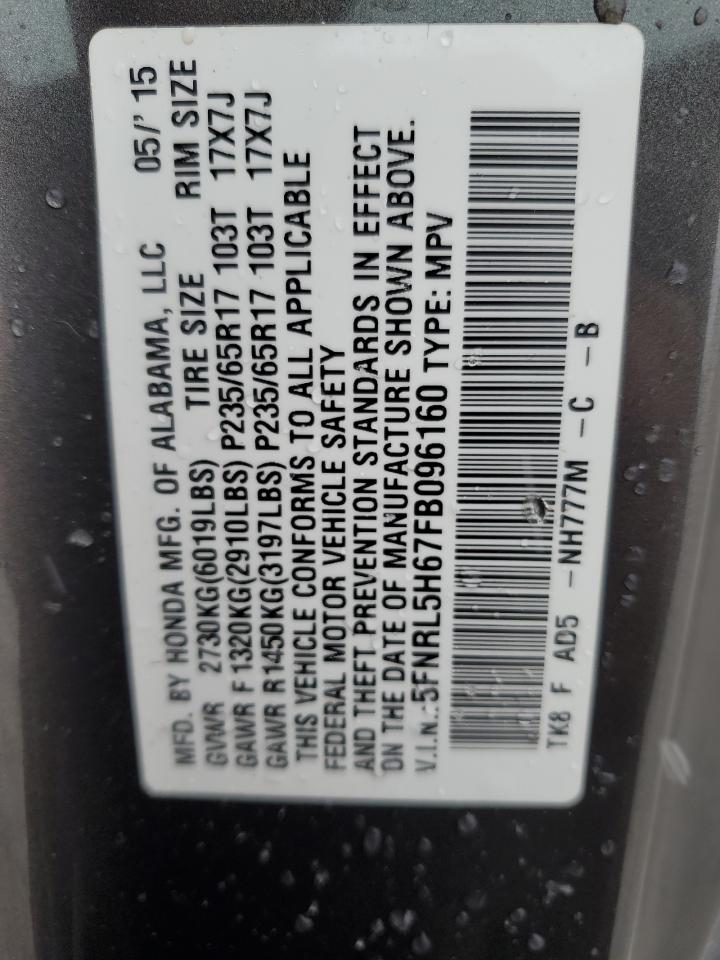 MFD. BY HONDA MFG. OF ALABAMA, LLC 05/' 15
GVWR 2730KG(6019LBS) TIRE SIZE RIM SIZE
GAWR F 1320KG(2910LBS) P235/65R17 103T 17X7J
GAWR R1450KG(3197LBS) P235/65R17 103T 17X7J
THIS VEHICLE CONFORMS TO ALL APPLICABLE
FEDERAL MOTOR VEHICLE SAFETY
AND THEFT PREVENTION STANDARDS IN EFFECT
ON THE DATE OF MANUFACTURE SHOWN ABOVE.
V.I.N.:5FNRL5H67FB096160 TYPE: MPV
TK8 F AD5 -NH777M -C -B